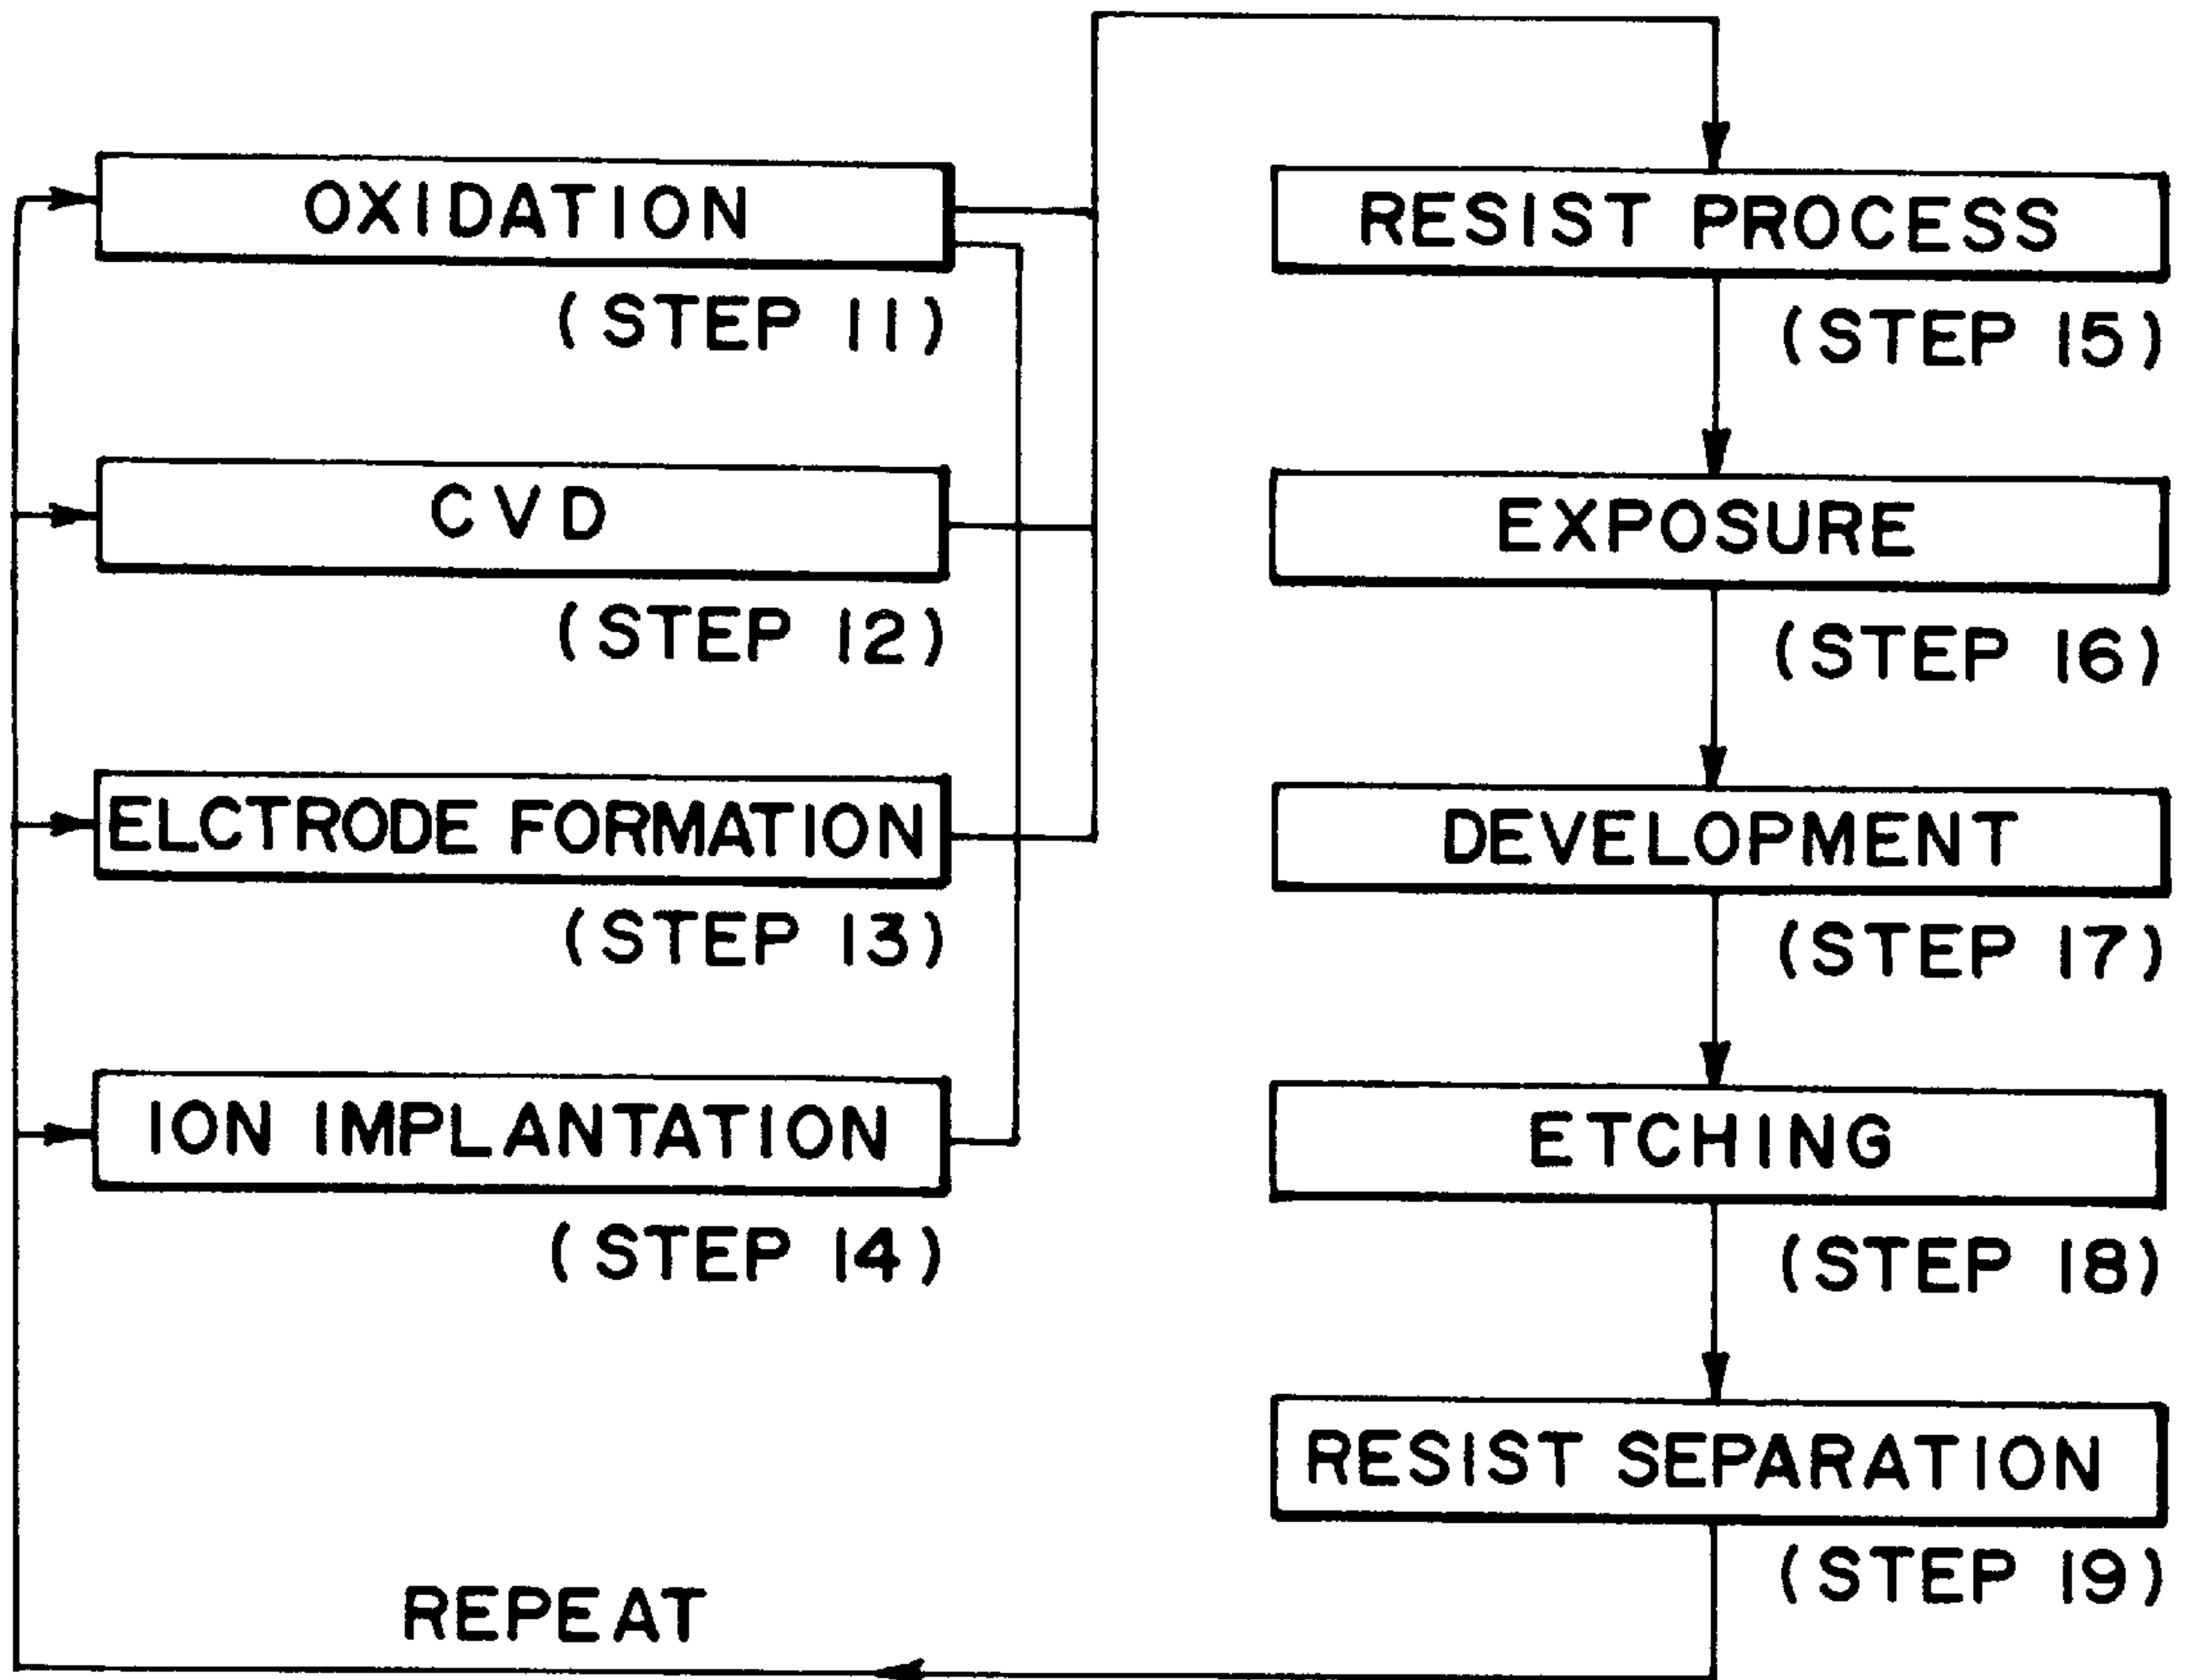 OXIDATION
(STEP 11)
CVD
(STEP 12)
ELCTRODE FORMATION
(STEP 13)
ION IMPLANTATION
(STEP 14)
REPEAT
RESIST PROCESS
(STEP 15)
EXPOSURE
(STEP 16)
DEVELOPMENT
(STEP 17)
ETCHING
(STEP 18)
RESIST SEPARATION
(STEP 19)